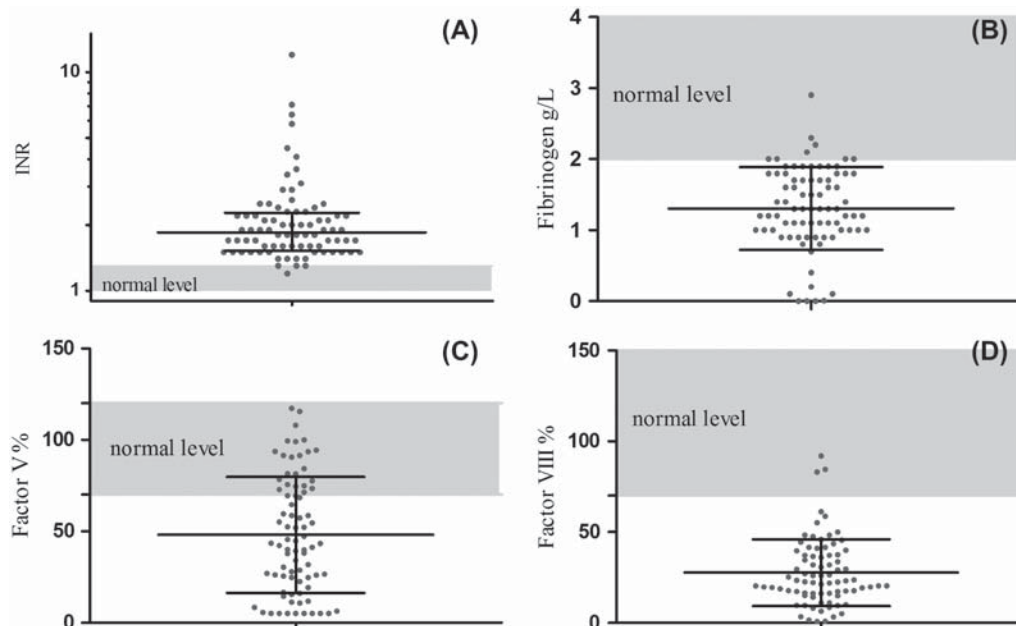 (A)
INR
10
1
normal level
(B)
Fibrinogen g/L
4
3
2
1
0
normal level
(C)
Factor V %
150
100
50
0
normal level
(D)
Factor VIII %
150
100
50
0
normal level